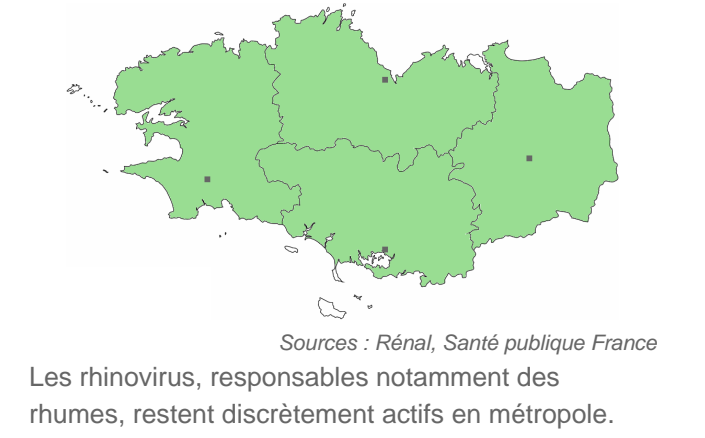 Sources : Rénal, Santé publique France
Les rhinovirus, responsables notamment des
rhumes, restent discrètement actifs en métropole.